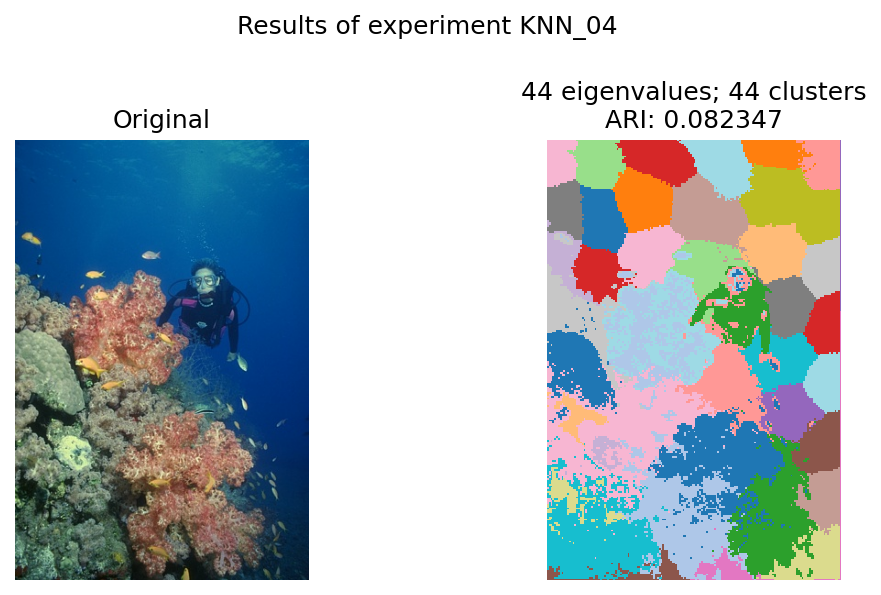 Results of experiment KNN_04
Original
44 eigenvalues; 44 clusters
ARI: 0.082347